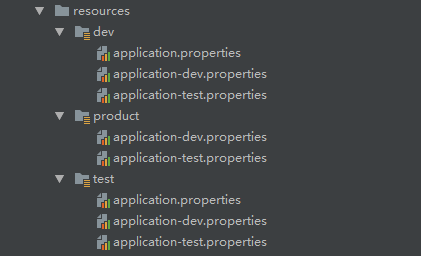 resources
dev
application.properties
application-dev.properties
application-test.properties
product
application-dev.properties
application-test.properties
test
application.properties
application-dev.properties
application-test.properties